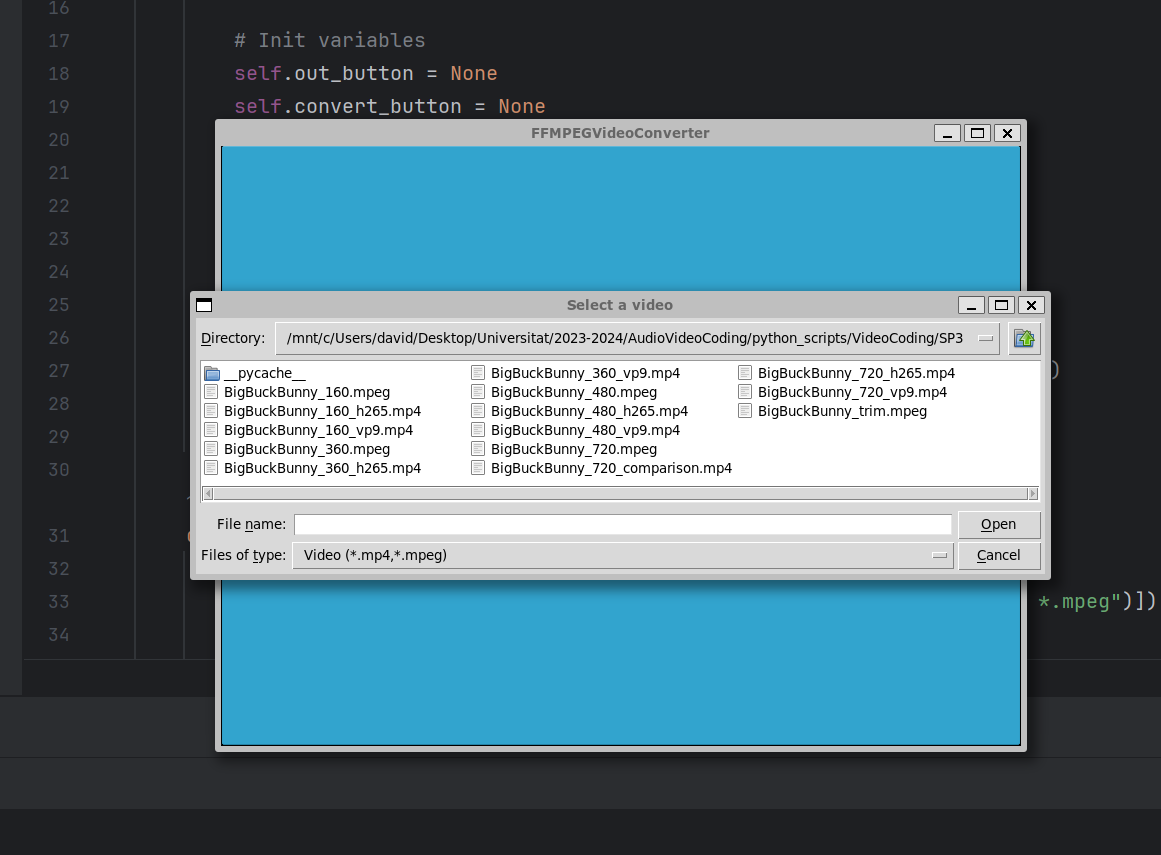 16
17 # Init variables
18 self.out_button = None
19 self.convert_button = None
20
FFMPEGVideoConverter
21
22
23
24
25
Select a video
26
Directory: /mnt/c/Users/david/Desktop/Universitat/2023-2024/AudioVideoCoding/python_scripts/VideoCoding/SP3
27 )
__pycache__
BigBuckBunny_160.mpeg
BigBuckBunny_160_h265.mp4
BigBuckBunny_160_vp9.mp4
BigBuckBunny_360.mpeg
BigBuckBunny_360_h265.mp4
BigBuckBunny_360_vp9.mp4
BigBuckBunny_480.mpeg
BigBuckBunny_480_h265.mp4
BigBuckBunny_480_vp9.mp4
BigBuckBunny_720.mpeg
BigBuckBunny_720_comparison.mp4
BigBuckBunny_720_h265.mp4
BigBuckBunny_720_vp9.mp4
BigBuckBunny_trim.mpeg
28
29
30
File name:
Open
31
Files of type: Video (*.mp4,*.mpeg)
Cancel
32
33 *.mpeg")])
34